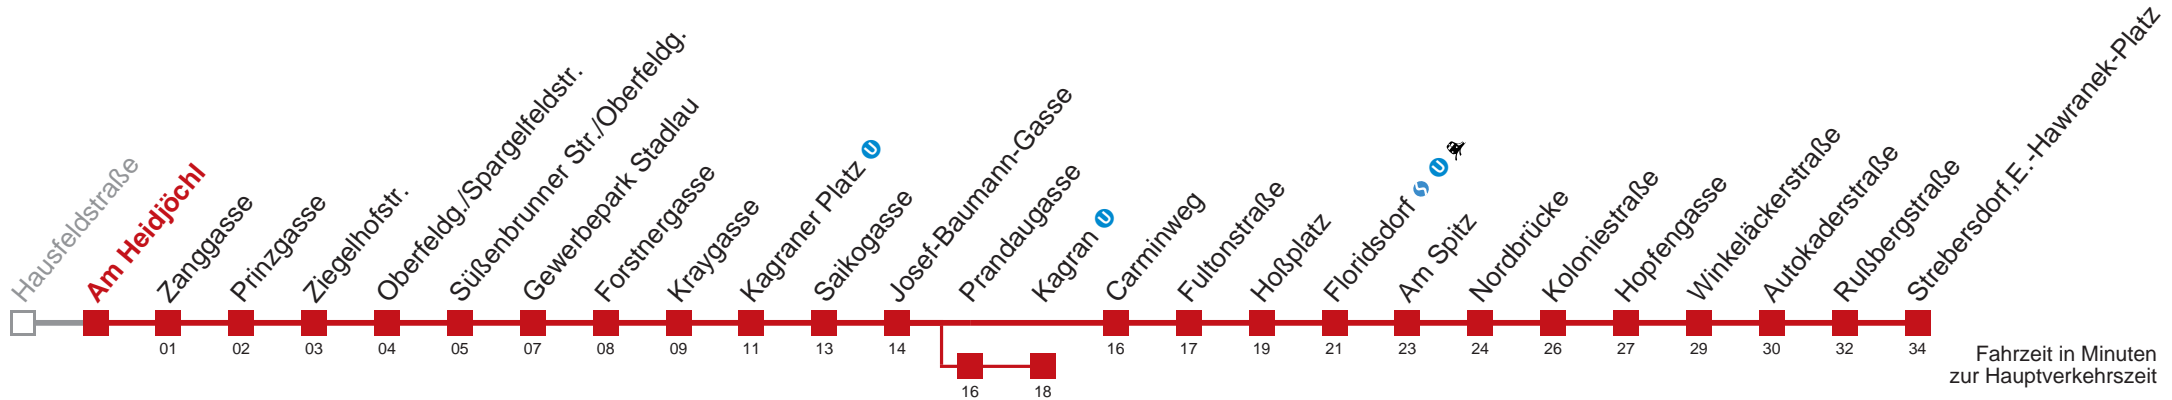 Hausfeldstraße
Am Heidjöchl
Zanggasse
Prinzgasse
Ziegelhofstr.
Oberfeldg./Spargelfeldstr.
Süßenbrunner Str./Oberfeldg.
Gewerbepark Stadlau
Forstnergasse
Kraygasse
Kagraner Platz U
Saikogasse
Josef-Baumann-Gasse
Prandaugasse
Kagran U
Carminweg
Fultonstraße
Hoßplatz
Floridsdorf S U
Am Spitz
Nordbrücke
Koloniestraße
Hopfengasse
Winkeläckerstraße
Autokaderstraße
Rußbergstraße
Strebersdorf,E.-Hawranek-Platz
01 02 03 04 05 07 08 09 11 13 14 16 17 19 21 23 24 26 27 29 30 32 34
16 18
Fahrzeit in Minuten
zur Hauptverkehrszeit